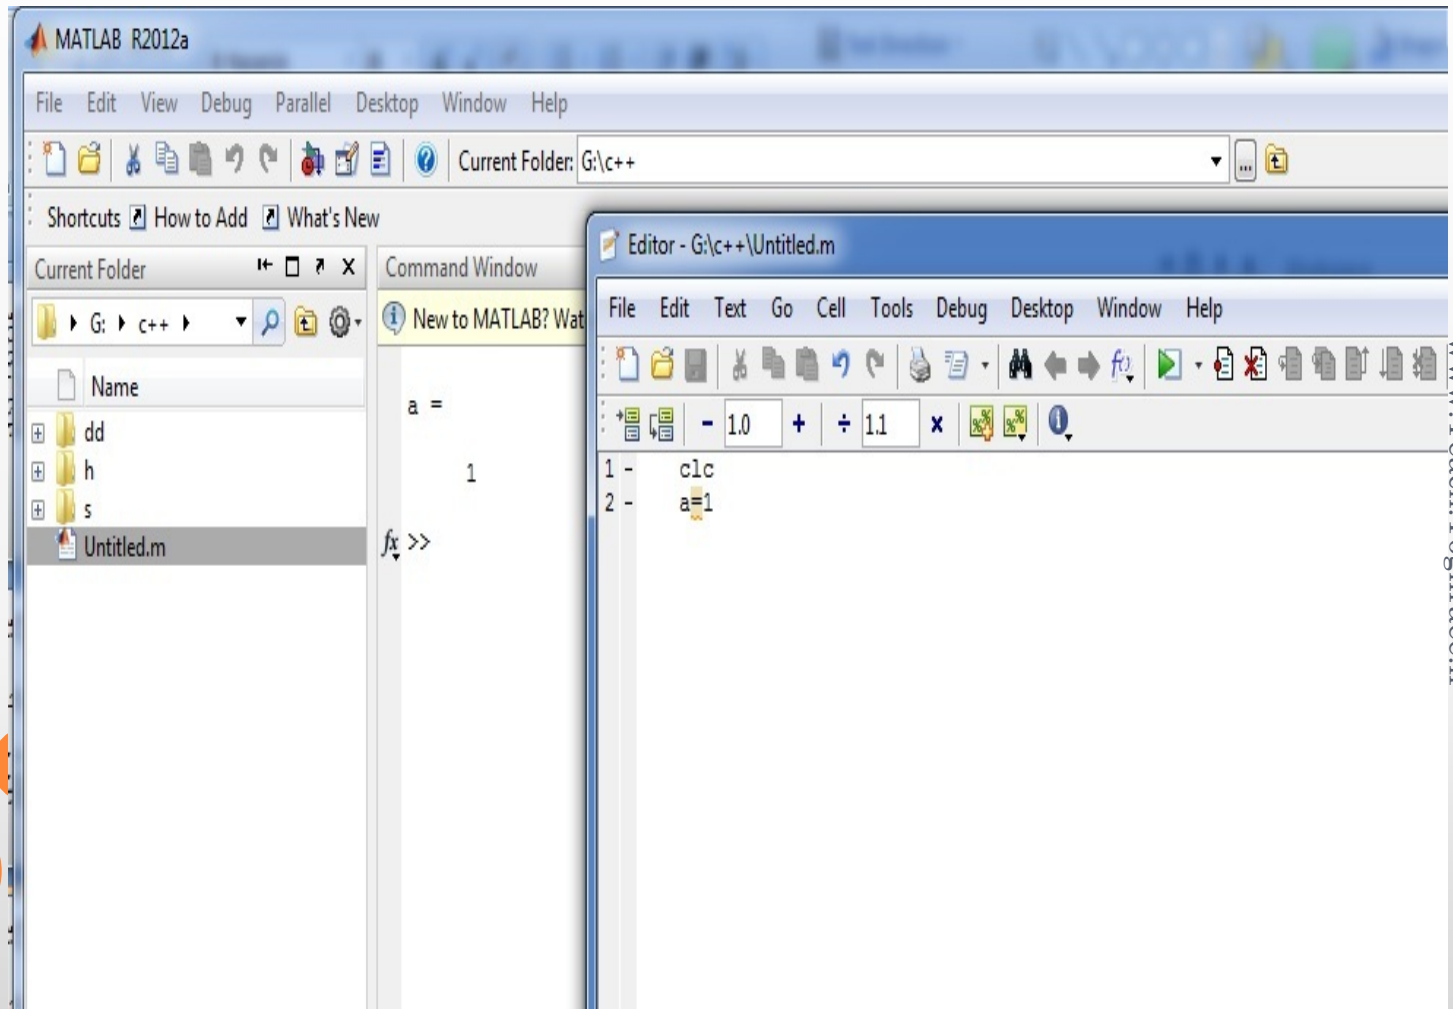 MATLAB R2012a
File Edit View Debug Parallel Desktop Window Help
Current Folder: G:\c++
Shortcuts How to Add What's New
Current Folder
G: c++
Name
dd
h
s
Untitled.m
Command Window
New to MATLAB? Wat
a =
1
fx >>
Editor - G:\c++\Untitled.m
File Edit Text Go Cell Tools Debug Desktop Window Help
- 1.0 + ÷ 1.1 ×
1 - clc
2 - a=1